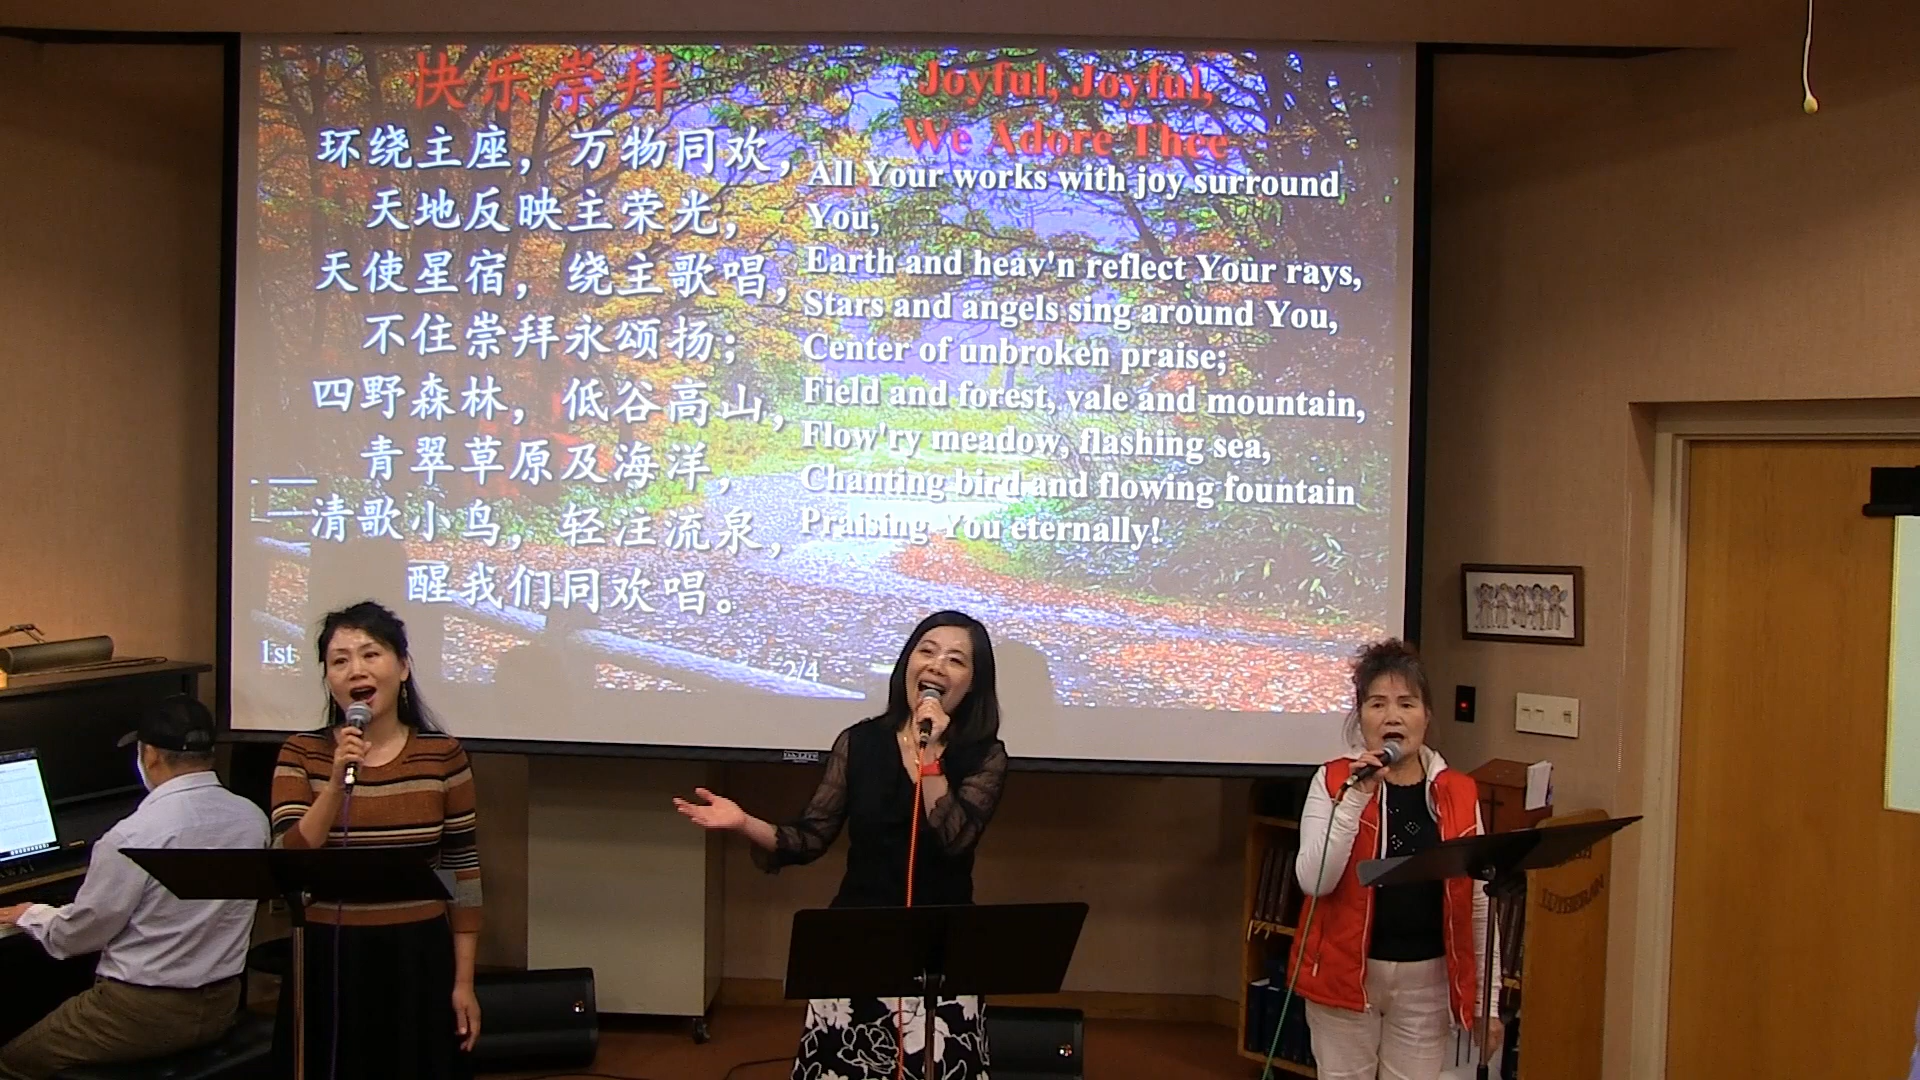 快乐崇拜
环绕主座，万物同欢，
天地反映主荣光，
天使星宿，绕主歌唱，
不住崇拜永颂扬；
四野森林，低谷高山，
青翠草原及海洋，
清歌小鸟，轻注流泉，
醒我们同欢唱。
Joyful, Joyful,
We Adore Thee
All Your works with joy surround
You,
Earth and heav'n reflect Your rays,
Stars and angels sing around You,
Center of unbroken praise;
Field and forest, vale and mountain,
Flow'ry meadow, flashing sea,
Chanting bird and flowing fountain
Praising You eternally!
1st
2/4